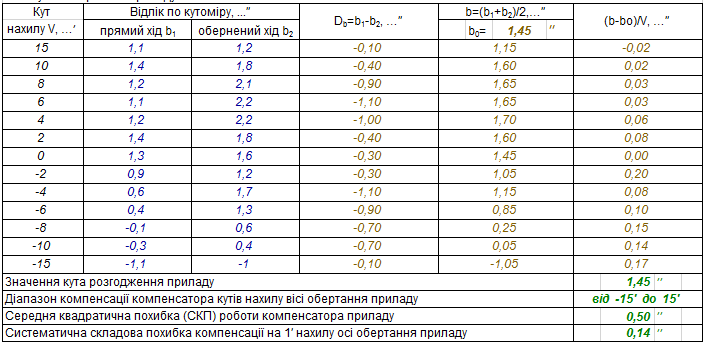 Кут нахилу V, ...′ | Відлік по кутоміру, ...″ | Db=b1-b2, ...″ | b=(b1+b2)/2,...″ | (b-bo)/V, ...″
прямий хід b1 | обернений хід b2 | b0= 1,45 ″
15 | 1,1 | 1,2 | -0,10 | 1,15 | -0,02
10 | 1,4 | 1,8 | -0,40 | 1,60 | 0,02
8 | 1,2 | 2,1 | -0,90 | 1,65 | 0,03
6 | 1,1 | 2,2 | -1,10 | 1,65 | 0,03
4 | 1,2 | 2,2 | -1,00 | 1,70 | 0,06
2 | 1,4 | 1,8 | -0,40 | 1,60 | 0,08
0 | 1,3 | 1,6 | -0,30 | 1,45 | 0,00
-2 | 0,9 | 1,2 | -0,30 | 1,05 | 0,20
-4 | 0,6 | 1,7 | -1,10 | 1,15 | 0,08
-6 | 0,4 | 1,3 | -0,90 | 0,85 | 0,10
-8 | -0,1 | 0,6 | -0,70 | 0,25 | 0,15
-10 | -0,3 | 0,4 | -0,70 | 0,05 | 0,14
-15 | -1,1 | -1 | -0,10 | -1,05 | 0,17
Значення кута розгодження приладу | 1,45 ″
Діапазон компенсації компенсатора кутів нахилу вісі обертання приладу | від -15' до 15'
Середня квадратична похибка (СКП) роботи компенсатора приладу | 0,50 ″
Систематична складова похибка компенсації на 1′ нахилу осі обертання приладу | 0,14 ″